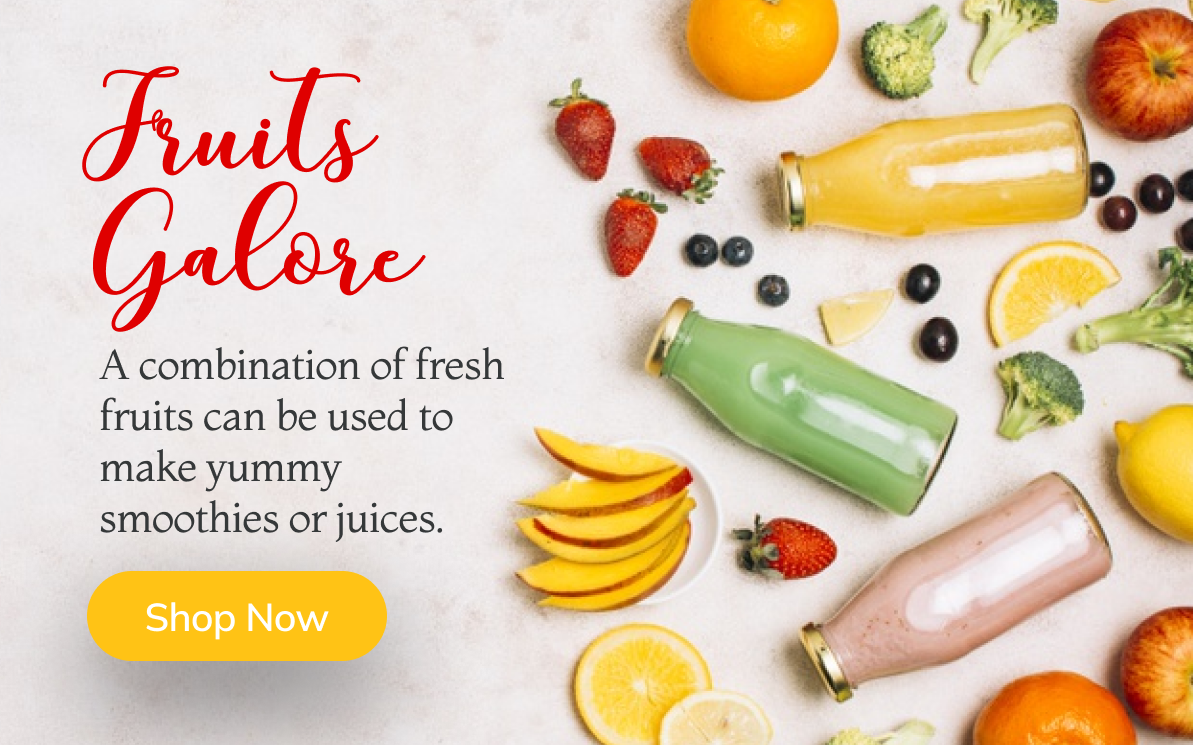 Fruits
Galore
A combination of fresh
fruits can be used to
make yummy
smoothies or juices.
Shop Now